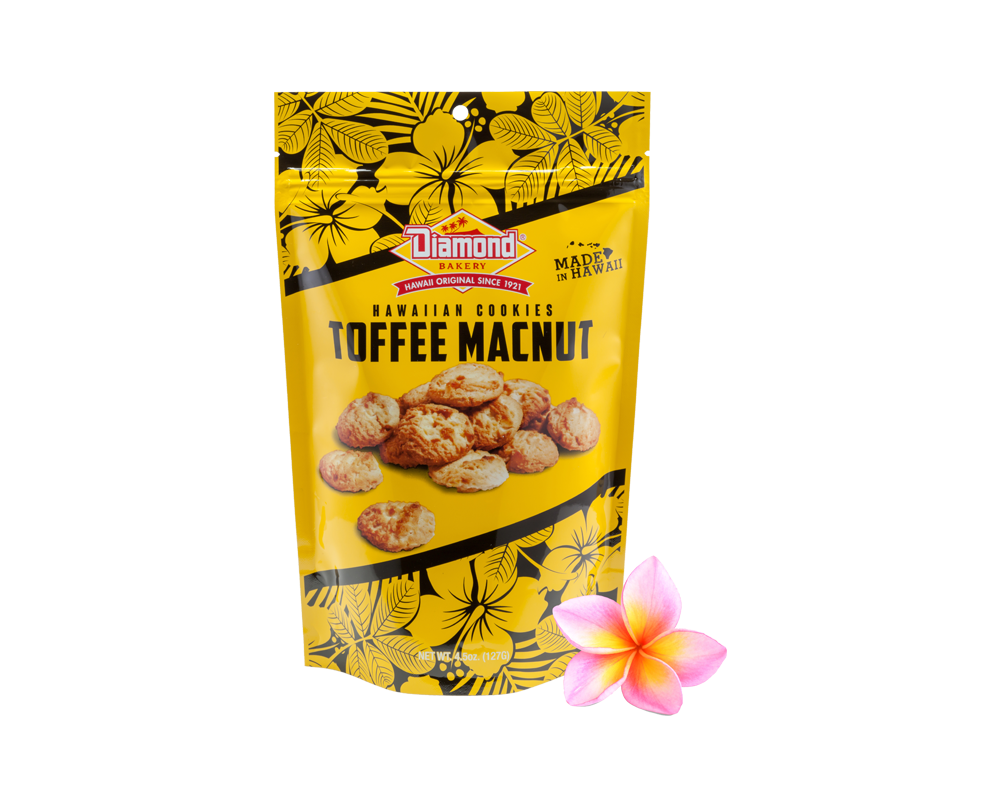 Diamond®
BAKERY
HAWAII ORIGINAL SINCE 1921
MADE
IN HAWAII
HAWAIIAN COOKIES
TOFFEE MACNUT
NET WT. 4.5oz. (127G)